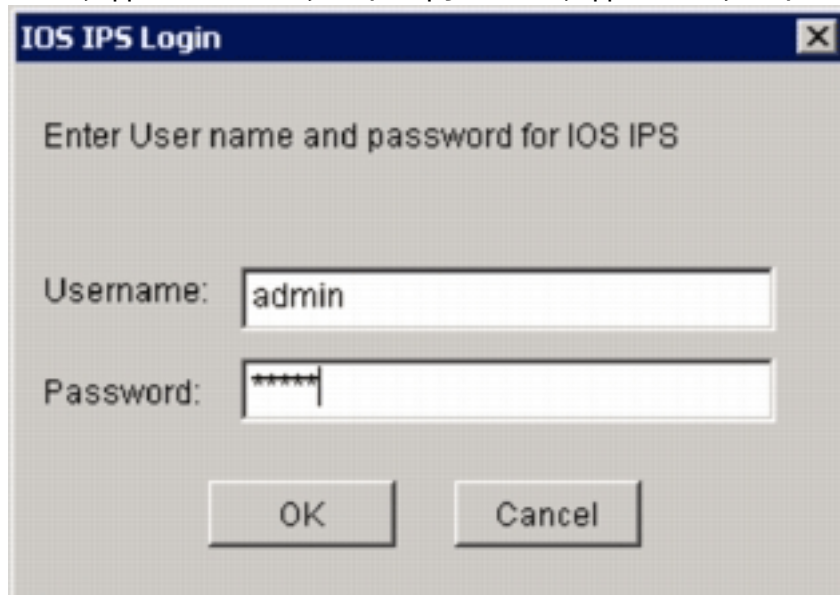 IOS IPS Login
Enter User name and password for IOS IPS
Username: admin
Password: *****
OK Cancel